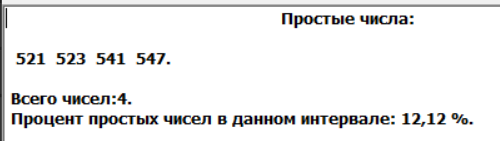 Простые числа:
521 523 541 547.
Всего чисел:4.
Процент простых чисел в данном интервале: 12,12 %.